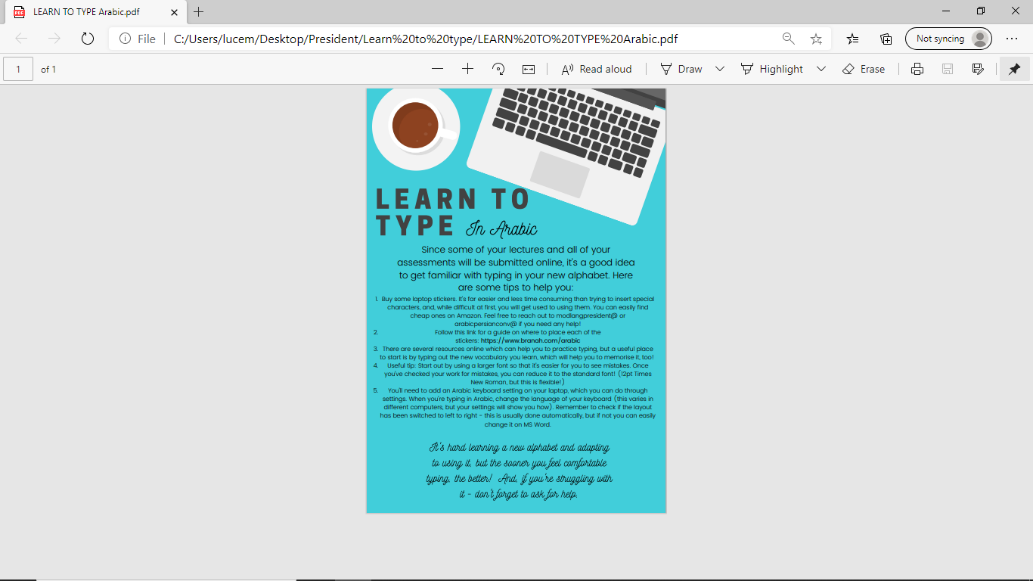 LEARN TO TYPE Arabic.pdf
File
C:/Users/lucem/Desktop/President/Learn%20to%20type/LEARN%20TO%20TYPE%20Arabic.pdf
Not syncing
1 of 1
Read aloud
Draw
Highlight
Erase
LEARN TO
TYPE In Arabic
Since some of your lectures and all of your
assessments will be submitted online, it's a good idea
to get familiar with typing in your new alphabet. Here
are some tips to help you:
1. Buy some laptop stickers. It's far easier and less time consuming than trying to insert special
characters, and, while difficult at first, you will get used to using them. You can easily find
cheap ones on Amazon. Feel free to reach out to modlangpresident@ or
arabicpersianconv@ if you need any help!
2. Follow this link for a guide on where to place each of the
stickers: https://www.branah.com/arabic
3. There are several resources online which can help you to practice typing, but a useful place
to start is by typing out the new vocabulary you learn, which will help you to memorise it, too!
4. Useful tip: Start out by using a larger font so that it's easier for you to see mistakes. Once
you've checked your work for mistakes, you can reduce it to the standard font! (12pt Times
New Roman, but this is flexible!)
5. You'll need to add an Arabic keyboard setting on your laptop, which you can do through
settings. When you're typing in Arabic, change the language of your keyboard (this varies in
different computers, but your settings will show you how). Remember to check if the layout
has been switched to left to right - this is usually done automatically, but if not you can easily
change it on MS Word.
It's hard learning a new alphabet and adapting
to using it, but the sooner you feel comfortable
typing, the better! And, if you're struggling with
it - don't forget to ask for help.